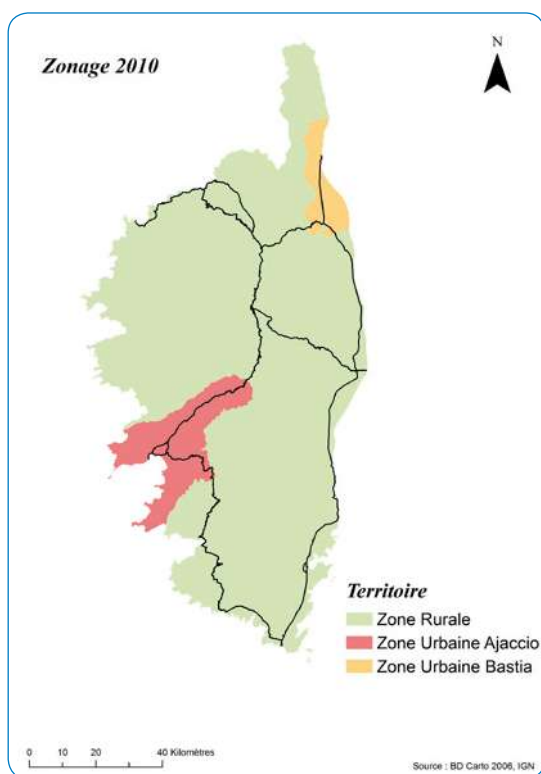 Zonage 2010
N
Territoire
Zone Rurale
Zone Urbaine Ajaccio
Zone Urbaine Bastia
0 10 20 40 Kilomètres
Source : BD Carto 2006, IGN